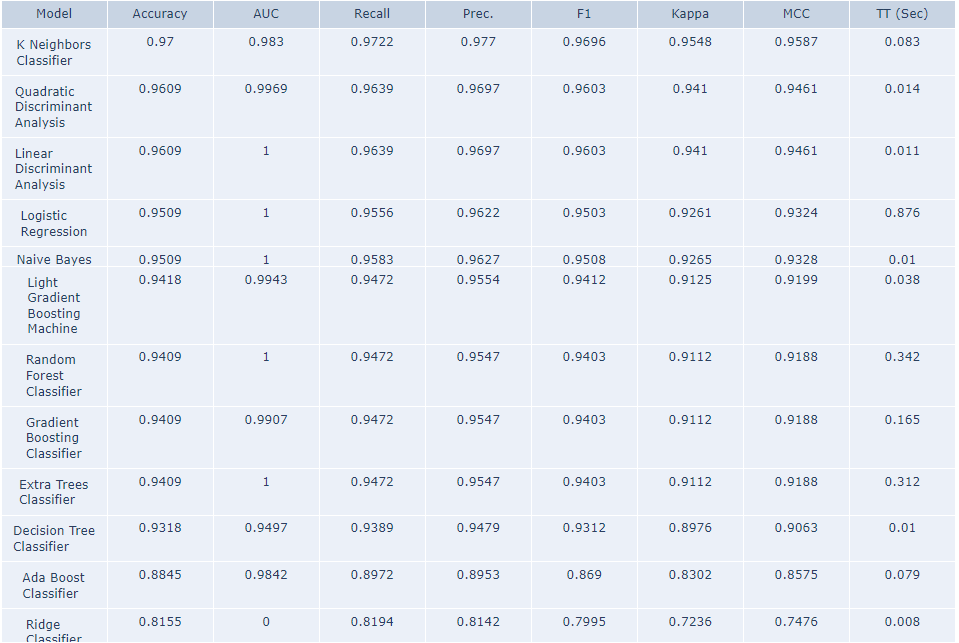 Model Accuracy AUC Recall Prec. F1 Kappa MCC TT (Sec)
K Neighbors 0.97 0.983 0.9722 0.977 0.9696 0.9548 0.9587 0.083
Classifier
Quadratic 0.9609 0.9969 0.9639 0.9697 0.9603 0.941 0.9461 0.014
Discriminant
Analysis
Linear 0.9609 1 0.9639 0.9697 0.9603 0.941 0.9461 0.011
Discriminant
Analysis
Logistic 0.9509 1 0.9556 0.9622 0.9503 0.9261 0.9324 0.876
Regression
Naive Bayes 0.9509 1 0.9583 0.9627 0.9508 0.9265 0.9328 0.01
Light 0.9418 0.9943 0.9472 0.9554 0.9412 0.9125 0.9199 0.038
Gradient
Boosting
Machine
Random 0.9409 1 0.9472 0.9547 0.9403 0.9112 0.9188 0.342
Forest
Classifier
Gradient 0.9409 0.9907 0.9472 0.9547 0.9403 0.9112 0.9188 0.165
Boosting
Classifier
Extra Trees 0.9409 1 0.9472 0.9547 0.9403 0.9112 0.9188 0.312
Classifier
Decision Tree 0.9318 0.9497 0.9389 0.9479 0.9312 0.8976 0.9063 0.01
Classifier
Ada Boost 0.8845 0.9842 0.8972 0.8953 0.869 0.8302 0.8575 0.079
Classifier
Ridge 0.8155 0 0.8194 0.8142 0.7995 0.7236 0.7476 0.008
Classifier